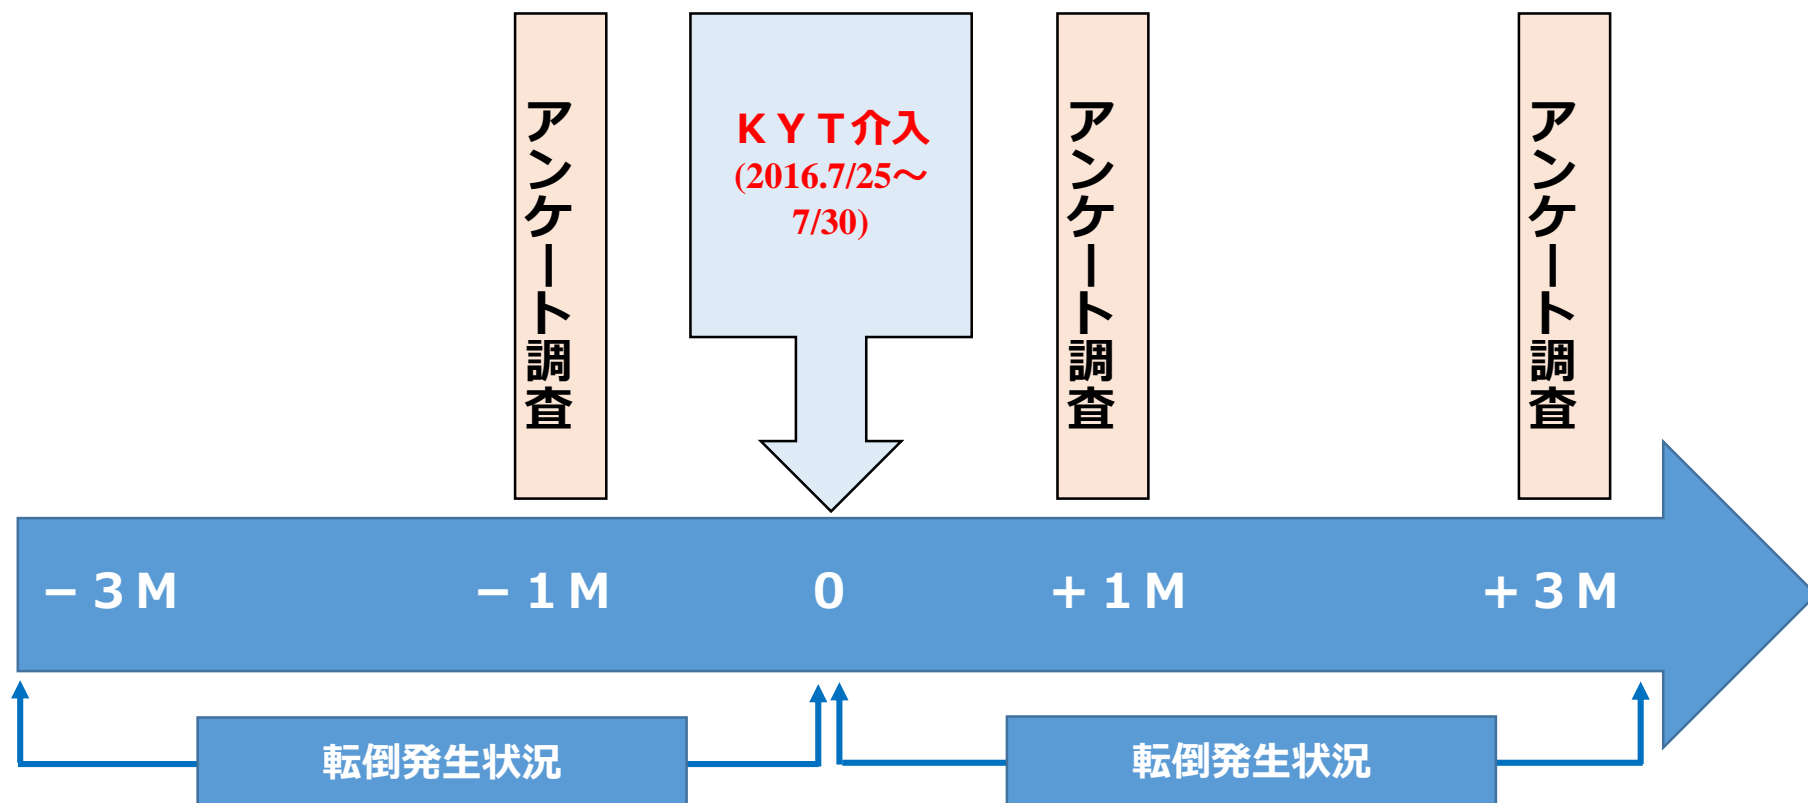 アンケート調査
ＫＹＴ介入
(2016.7/25～
7/30)
アンケート調査
アンケート調査
－３Ｍ
－１Ｍ
0
＋１Ｍ
＋３Ｍ
転倒発生状況
転倒発生状況